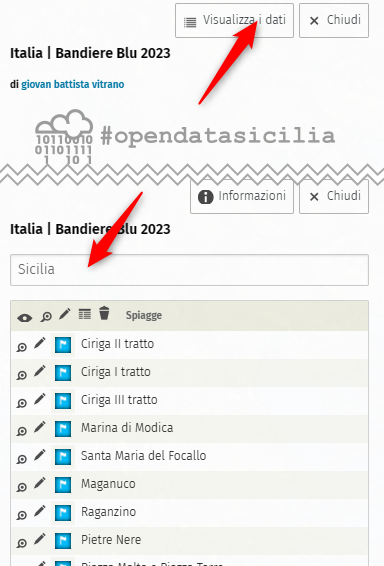 Visualizza i dati
Chiudi
Italia | Bandiere Blu 2023
di giovan battista vitrano
10110010
01101111
11 10 1
#opendatasicilia
Informazioni
Chiudi
Italia | Bandiere Blu 2023
Sicilia
Spiagge
Ciriga II tratto
Ciriga I tratto
Ciriga III tratto
Marina di Modica
Santa Maria del Focallo
Maganuco
Raganzino
Pietre Nere